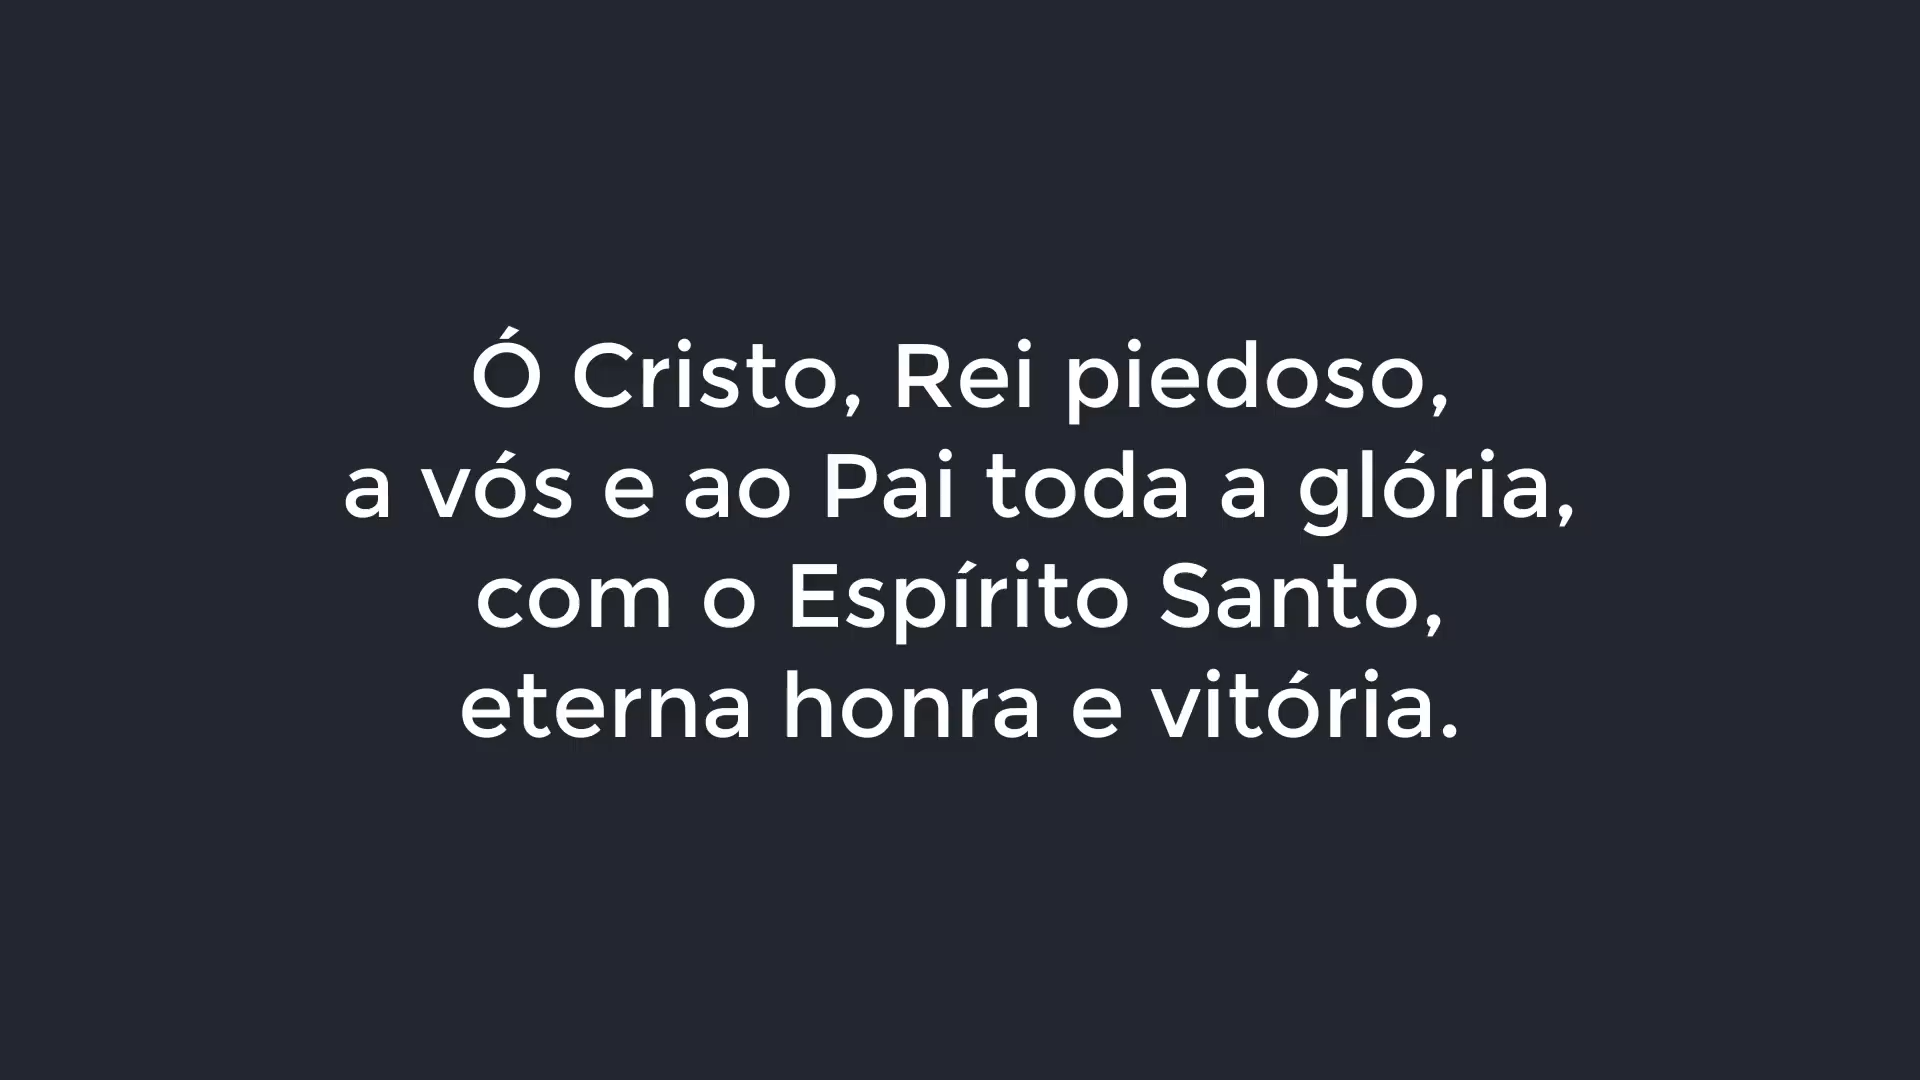 Ó Cristo, Rei piedoso,
a vós e ao Pai toda a glória,
com o Espírito Santo,
eterna honra e vitória.